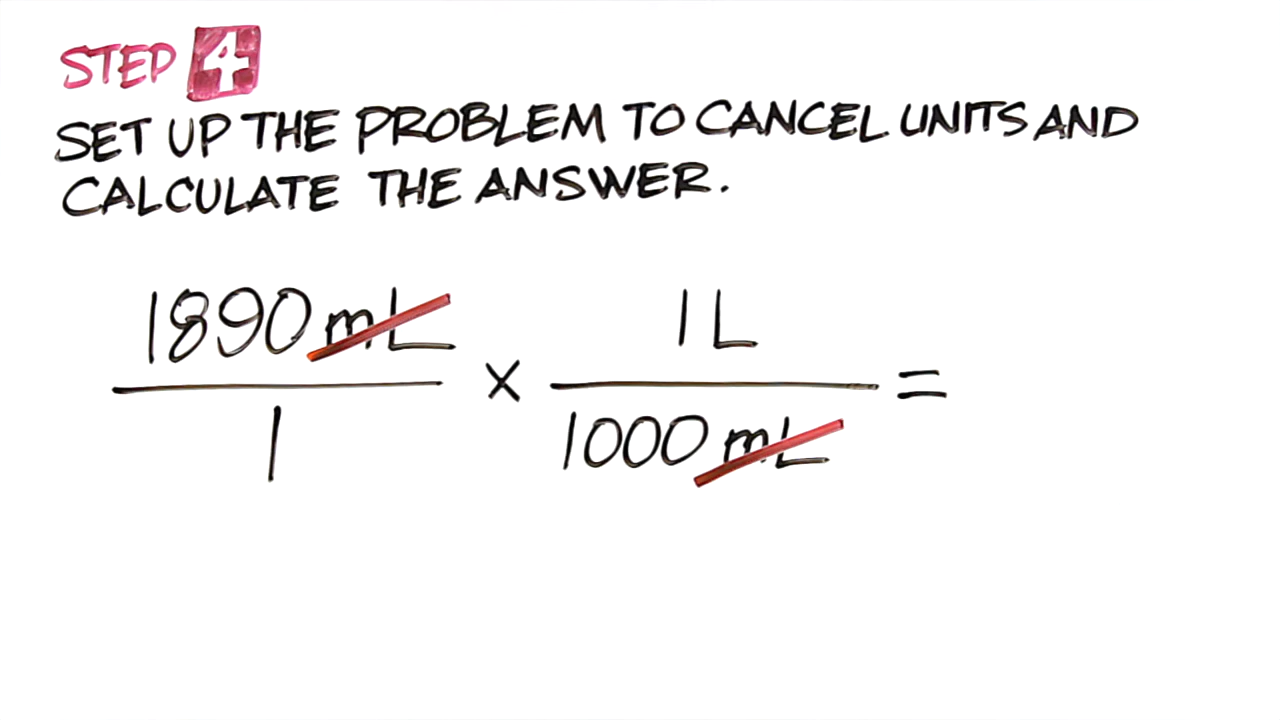 STEP 4
SET UP THE PROBLEM TO CANCEL UNITS AND
CALCULATE THE ANSWER.
1890 mL
1
×
1 L
1000 mL
=